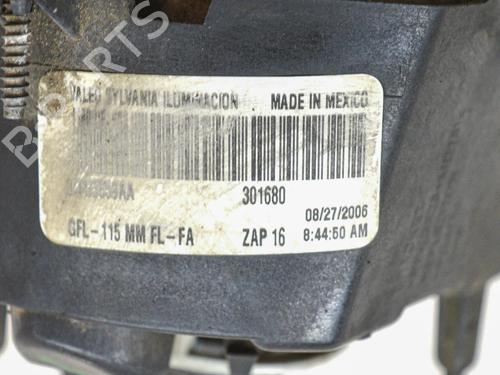 VALEO SYLVANIA ILUMINACION MADE IN MEXICO
301680
08/27/2006
GFL-115 MM FL-FA ZAP 16 8:44:50 AM